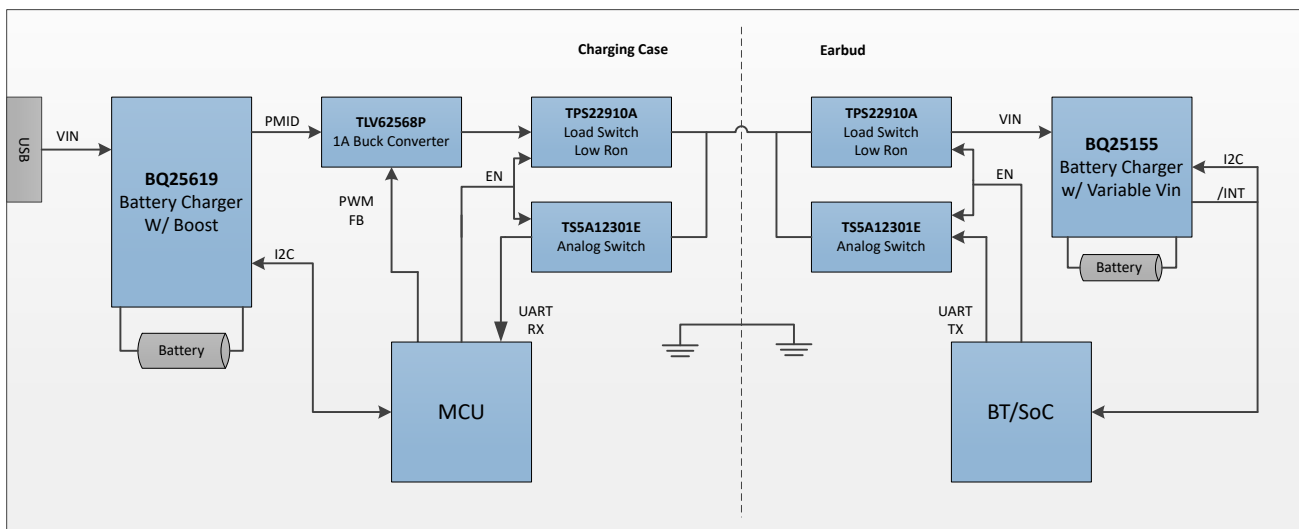 Charging Case
Earbud
USB
VIN
BQ25619
Battery Charger
W/ Boost
Battery
PMID
I2C
TLV62568P
1A Buck Converter
PWM
FB
EN
TPS22910A
Load Switch
Low Ron
TS5A12301E
Analog Switch
UART
RX
MCU
TPS22910A
Load Switch
Low Ron
TS5A12301E
Analog Switch
VIN
EN
UART
TX
BT/SoC
BQ25155
Battery Charger
w/ Variable Vin
Battery
I2C
/INT